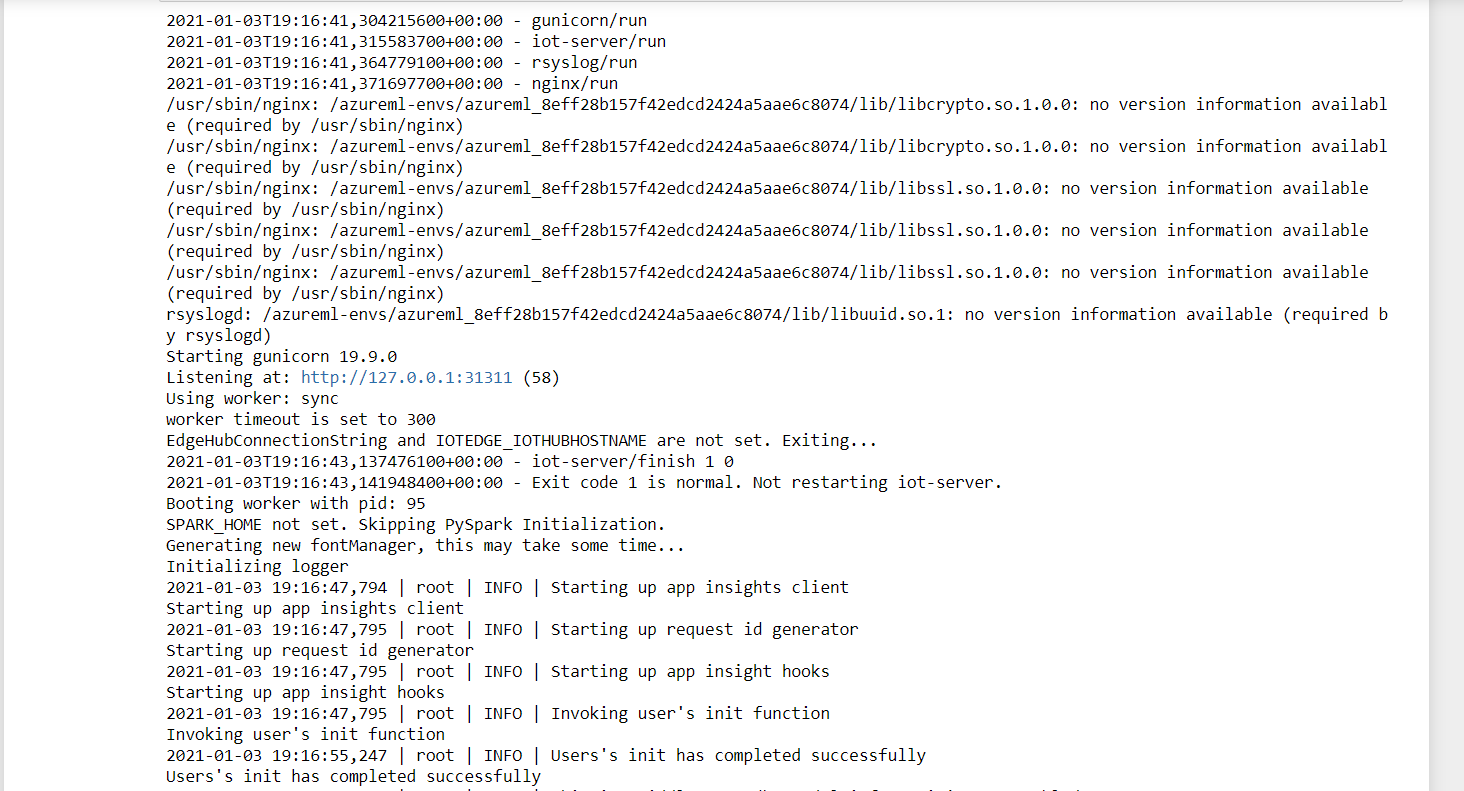 2021-01-03T19:16:41,304215600+00:00 - gunicorn/run
2021-01-03T19:16:41,315583700+00:00 - iot-server/run
2021-01-03T19:16:41,364779100+00:00 - rsyslog/run
2021-01-03T19:16:41,371697700+00:00 - nginx/run
/usr/sbin/nginx: /azureml-envs/azureml_8eff28b157f42edcd2424a5aae6c8074/lib/libcrypto.so.1.0.0: no version information availabl
e (required by /usr/sbin/nginx)
/usr/sbin/nginx: /azureml-envs/azureml_8eff28b157f42edcd2424a5aae6c8074/lib/libcrypto.so.1.0.0: no version information availabl
e (required by /usr/sbin/nginx)
/usr/sbin/nginx: /azureml-envs/azureml_8eff28b157f42edcd2424a5aae6c8074/lib/libssl.so.1.0.0: no version information available
(required by /usr/sbin/nginx)
/usr/sbin/nginx: /azureml-envs/azureml_8eff28b157f42edcd2424a5aae6c8074/lib/libssl.so.1.0.0: no version information available
(required by /usr/sbin/nginx)
/usr/sbin/nginx: /azureml-envs/azureml_8eff28b157f42edcd2424a5aae6c8074/lib/libssl.so.1.0.0: no version information available
(required by /usr/sbin/nginx)
rsyslogd: /azureml-envs/azureml_8eff28b157f42edcd2424a5aae6c8074/lib/libuuid.so.1: no version information available (required b
y rsyslogd)
Starting gunicorn 19.9.0
Listening at: http://127.0.0.1:31311 (58)
Using worker: sync
worker timeout is set to 300
EdgeHubConnectionString and IOTEDGE_IOTHUBHOSTNAME are not set. Exiting...
2021-01-03T19:16:43,137476100+00:00 - iot-server/finish 1 0
2021-01-03T19:16:43,141948400+00:00 - Exit code 1 is normal. Not restarting iot-server.
Booting worker with pid: 95
SPARK_HOME not set. Skipping PySpark Initialization.
Generating new fontManager, this may take some time...
Initializing logger
2021-01-03 19:16:47,794 | root | INFO | Starting up app insights client
Starting up app insights client
2021-01-03 19:16:47,795 | root | INFO | Starting up request id generator
Starting up request id generator
2021-01-03 19:16:47,795 | root | INFO | Starting up app insight hooks
Starting up app insight hooks
2021-01-03 19:16:47,795 | root | INFO | Invoking user's init function
Invoking user's init function
2021-01-03 19:16:55,247 | root | INFO | Users's init has completed successfully
Users's init has completed successfully